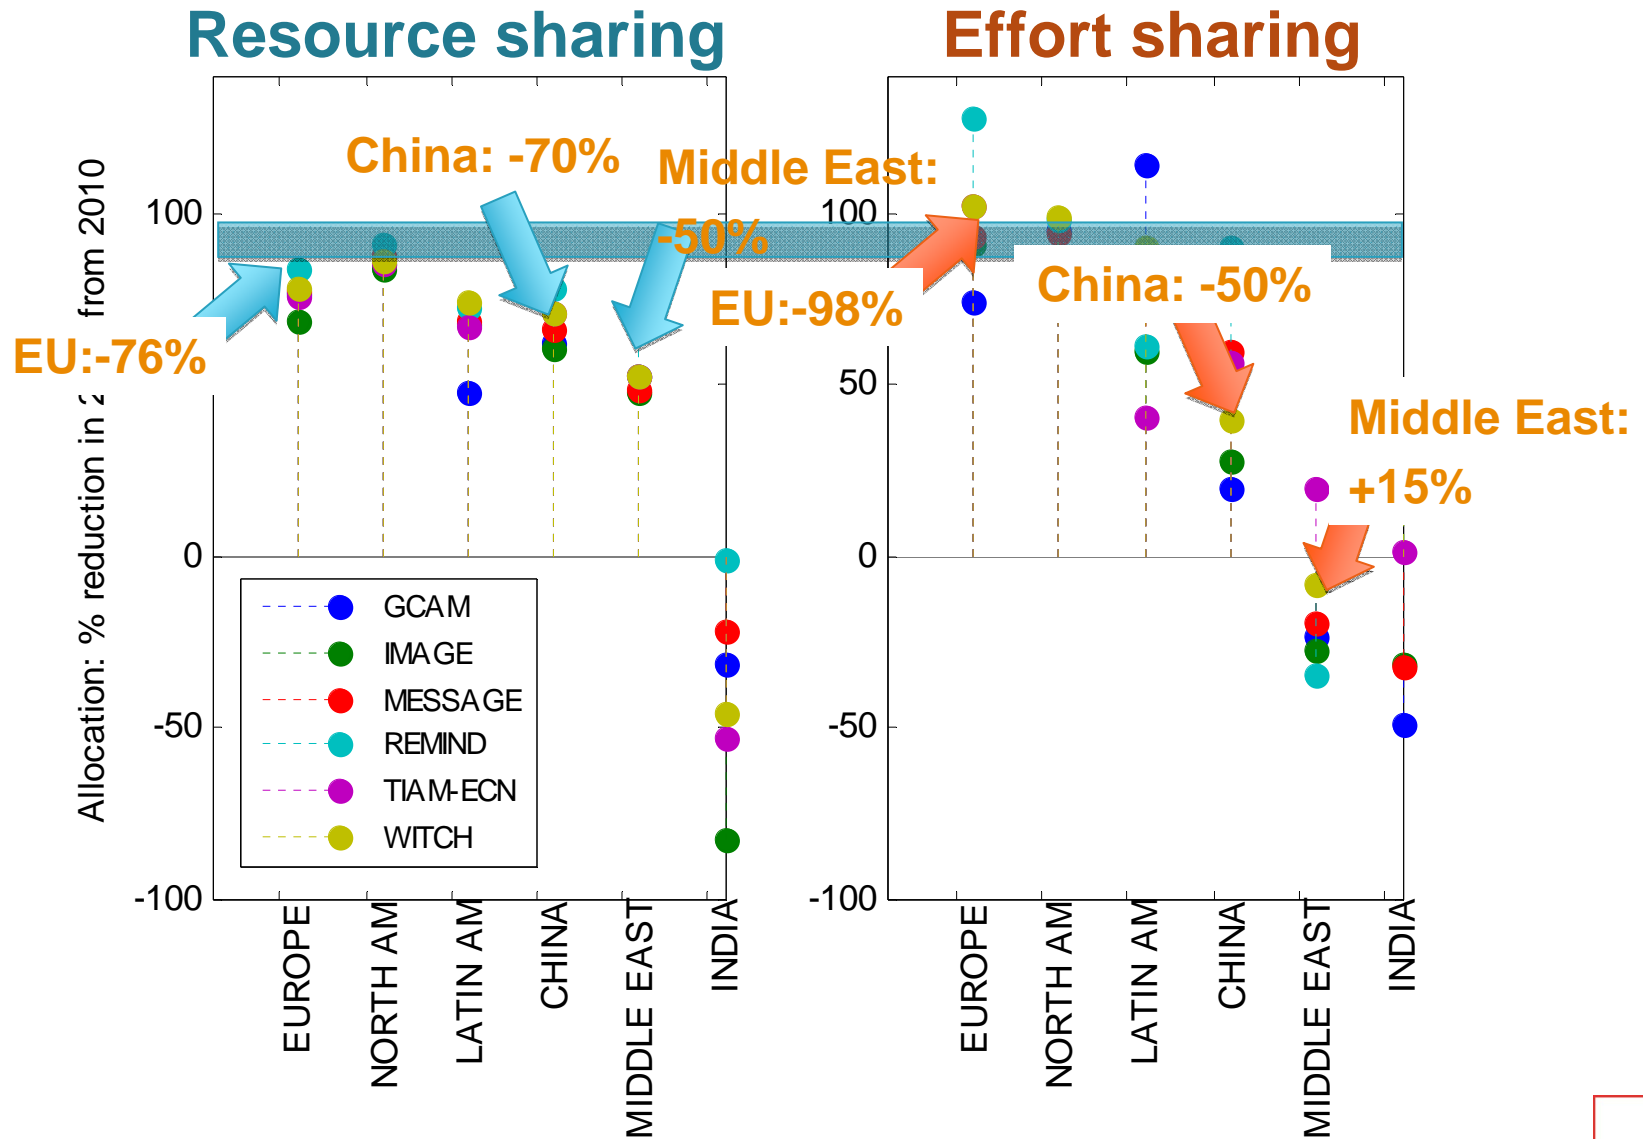 Resource sharing
Effort sharing
China: -70%
Middle East:
-50%
EU:-76%
EU:-98%
China: -50%
Middle East:
+15%
Allocation: % reduction in 2
from 2010
100
0
-50
-100
100
50
0
-50
-100
GCAM
IMAGE
MESSAGE
REMIND
TIAM-ECN
WITCH
EUROPE
NORTH AM
LATIN AM
CHINA
MIDDLE EAST
INDIA
EUROPE
NORTH AM
LATIN AM
CHINA
MIDDLE EAST
INDIA